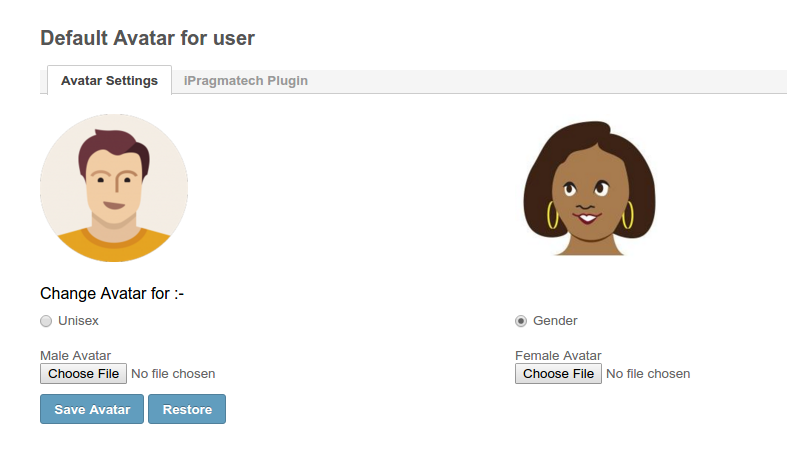 Default Avatar for user
Avatar Settings iPragmatech Plugin
Change Avatar for :-
Unisex Gender
Male Avatar Female Avatar
Choose File No file chosen Choose File No file chosen
Save Avatar Restore